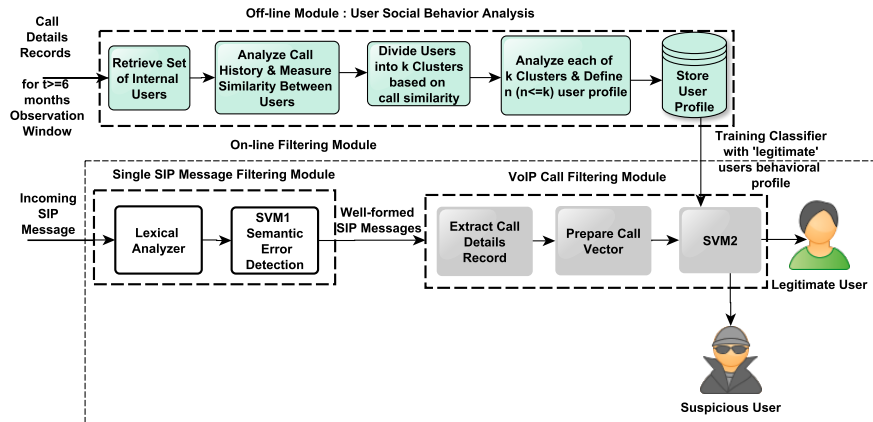 Off-line Module : User Social Behavior Analysis
Call
Details
Records
for t>=6
months
Observation
Window
Retrieve Set
of Internal
Users
Analyze Call
History & Measure
Similarity Between
Users
Divide Users
into k Clusters
based on
call similarity
Analyze each of
k Clusters & Define
n (n<=k) user profile
Store
User
Profile
Training Classifier
with 'legitimate'
users behavioral
profile
On-line Filtering Module
Single SIP Message Filtering Module
VoIP Call Filtering Module
Incoming
SIP
Message
Lexical
Analyzer
SVM1
Semantic
Error
Detection
Well-formed
SIP Messages
Extract Call
Details
Record
Prepare Call
Vector
SVM2
Legitimate User
Suspicious User